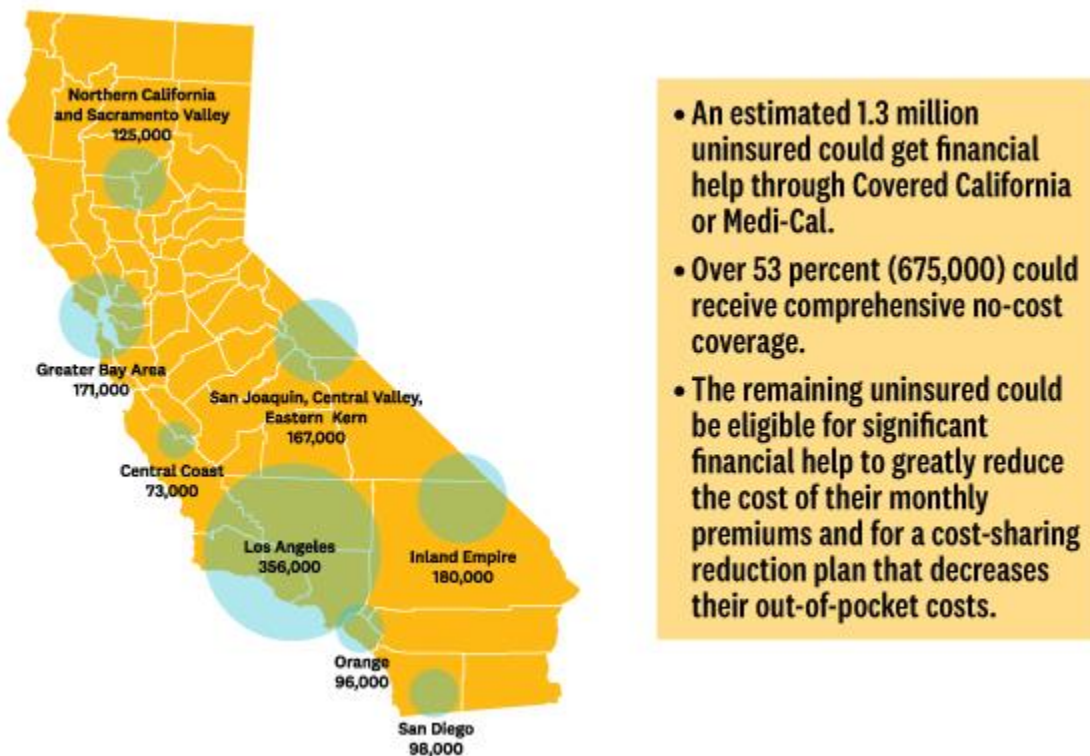 Northern California
and Sacramento Valley
125,000
Greater Bay Area
171,000
San Joaquin, Central Valley,
Eastern Kern
167,000
Central Coast
73,000
Los Angeles
356,000
Inland Empire
180,000
Orange
96,000
San Diego
98,000
• An estimated 1.3 million
uninsured could get financial
help through Covered California
or Medi-Cal.
• Over 53 percent (675,000) could
receive comprehensive no-cost
coverage.
• The remaining uninsured could
be eligible for significant
financial help to greatly reduce
the cost of their monthly
premiums and for a cost-sharing
reduction plan that decreases
their out-of-pocket costs.